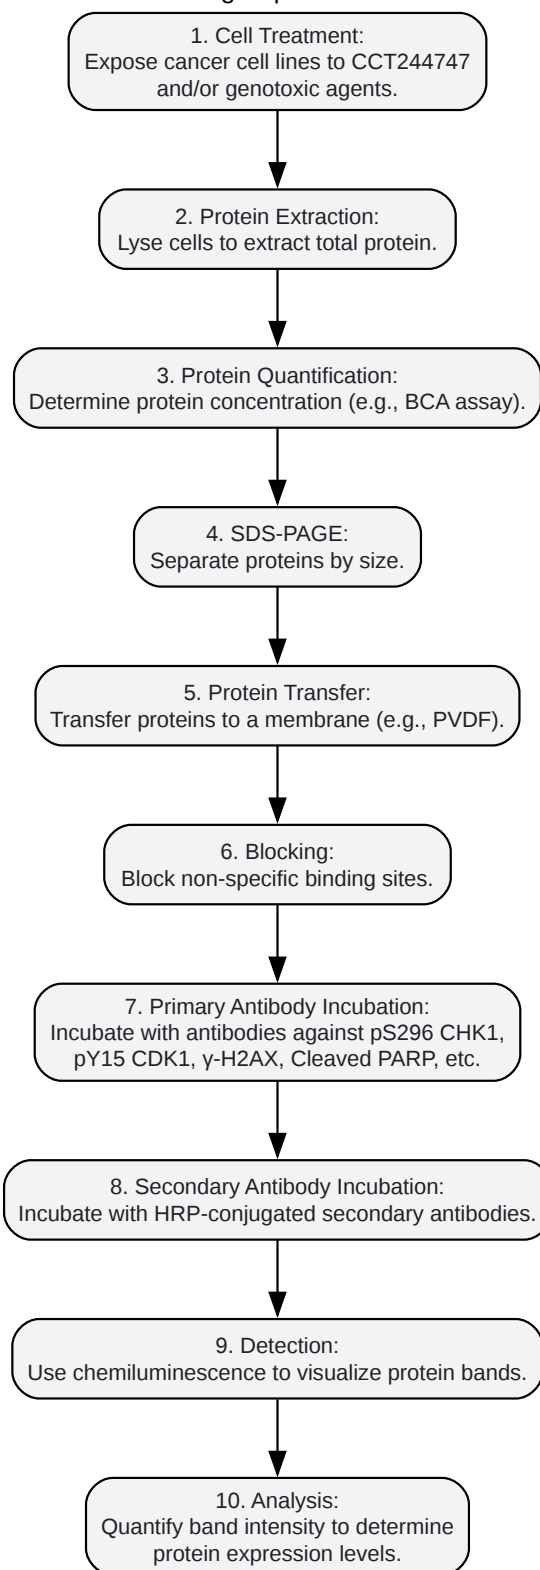 1. Cell Treatment:
Expose cancer cell lines to CCT244747
and/or genotoxic agents.
2. Protein Extraction:
Lyse cells to extract total protein.
3. Protein Quantification:
Determine protein concentration (e.g., BCA assay).
4. SDS-PAGE:
Separate proteins by size.
5. Protein Transfer:
Transfer proteins to a membrane (e.g., PVDF).
6. Blocking:
Block non-specific binding sites.
7. Primary Antibody Incubation:
Incubate with antibodies against pS296 CHK1,
pY15 CDK1, γ-H2AX, Cleaved PARP, etc.
8. Secondary Antibody Incubation:
Incubate with HRP-conjugated secondary antibodies.
9. Detection:
Use chemiluminescence to visualize protein bands.
10. Analysis:
Quantify band intensity to determine
protein expression levels.